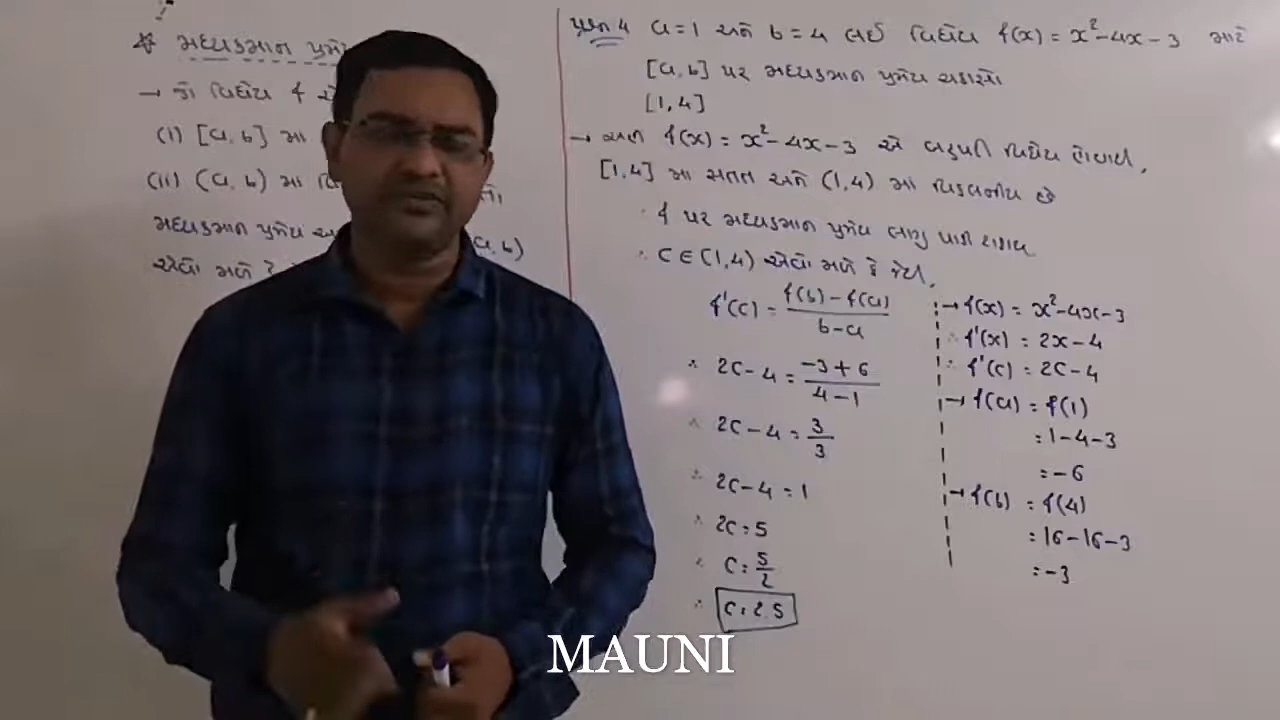 * મધ્યકમાન પ્રમેય
→ જો વિધેય f એ
(i) [a, b] માં
(ii) (a, b) માં
મધ્યકમાન પ્રમેય a, b)
એવો મળે કે
પ્રશ્ન 4 a = 1 અને b = 4 લઈ વિધેય f(x) = x² - 4x - 3 માટે
[a, b] પર મધ્યકમાન પ્રમેય ચકાસો
[1, 4]
→ અહીં f(x) = x² - 4x - 3 એ બહુપદી વિધેય હોવાથી,
[1, 4] માં સતત અને (1, 4) માં વિકલનીય છે
∴ f પર મધ્યકમાન પ્રમેય લાગુ પાડી શકાય
∴ c ∈ (1, 4) એવો મળે કે જેથી,
f'(c) = f(b) - f(a) / b - a
∴ 2c - 4 = -3 + 6 / 4 - 1
∴ 2c - 4 = 3/3
∴ 2c - 4 = 1
∴ 2c = 5
∴ c = 5/2
∴ c = 2.5
→ f(x) = x² - 4x - 3
∴ f'(x) = 2x - 4
∴ f'(c) = 2c - 4
→ f(a) = f(1)
= 1 - 4 - 3
= -6
→ f(b) = f(4)
= 16 - 16 - 3
= -3
MAUNI